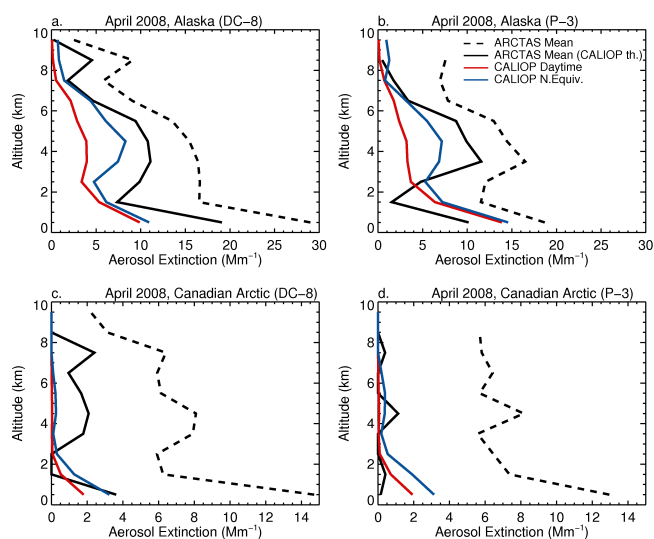 a. April 2008, Alaska (DC-8)
b. April 2008, Alaska (P-3)
ARCTAS Mean
ARCTAS Mean (CALIOP th.)
CALIOP Daytime
CALIOP N.Equiv.
Altitude (km)
10
8
6
4
2
0
0 5 10 15 20 25 30
Aerosol Extinction (Mm⁻¹)
Altitude (km)
10
8
6
4
2
0
0 5 10 15 20 25 30
Aerosol Extinction (Mm⁻¹)
c. April 2008, Canadian Arctic (DC-8)
d. April 2008, Canadian Arctic (P-3)
Altitude (km)
10
8
6
4
2
0
0 2 4 6 8 10 12 14
Aerosol Extinction (Mm⁻¹)
Altitude (km)
10
8
6
4
2
0
0 2 4 6 8 10 12 14
Aerosol Extinction (Mm⁻¹)